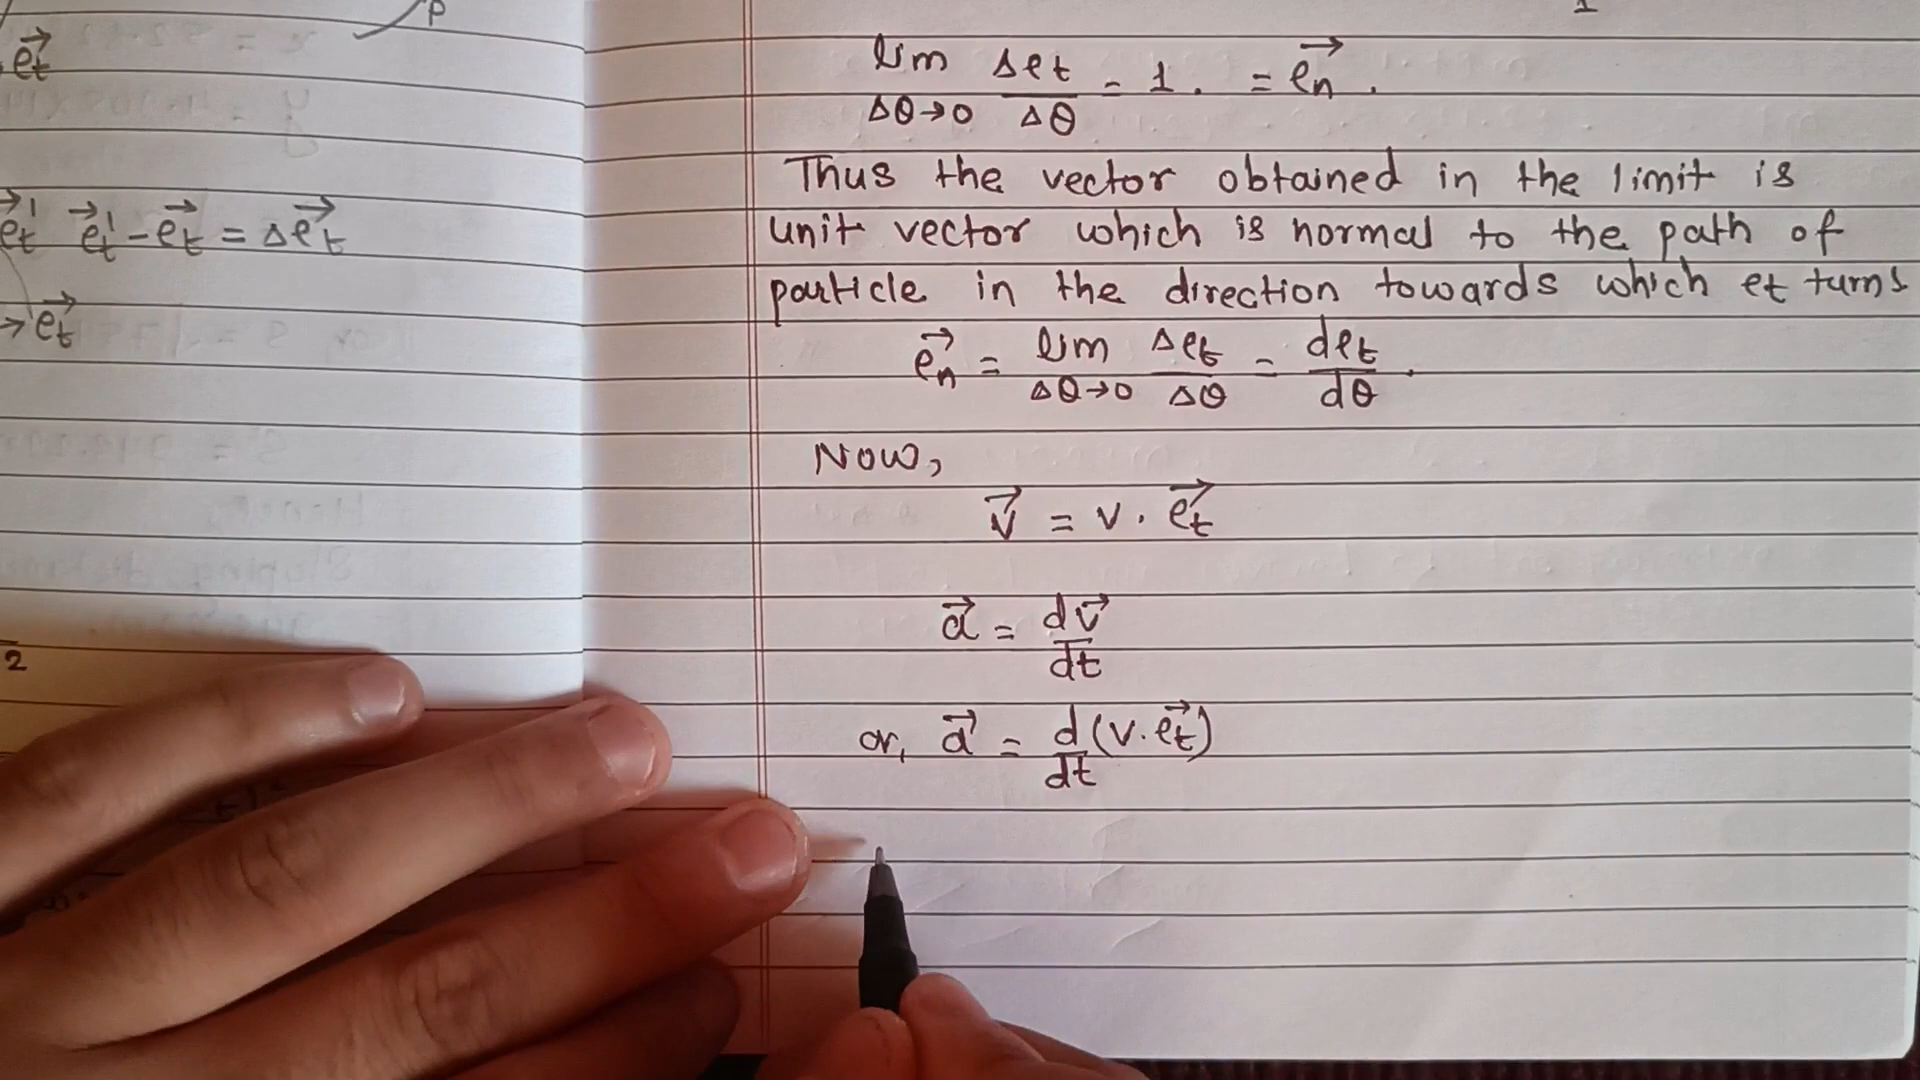 P
→et
→et' →et' - →et = Δ→et
→ →et
2
lim Δet/Δθ = 1. = →en.
Δθ→0
Thus the vector obtained in the limit is
unit vector which is normal to the path of
particle in the direction towards which et turns
→en = lim Δθ→0 Δet/Δθ = det/dθ.
Now,
→v = v. →et
→a = d→v/dt
or, →a = d/dt (v. →et)